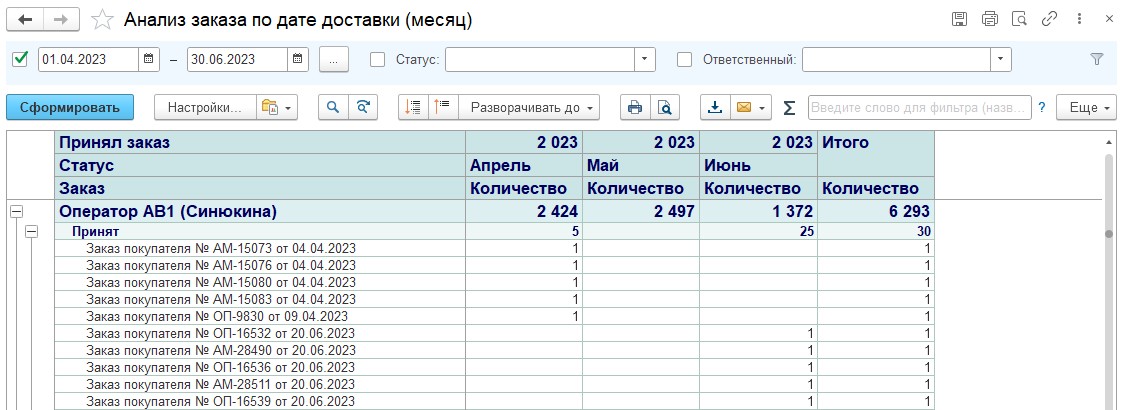 Анализ заказа по дате доставки (месяц)
01.04.2023 – 30.06.2023 ... Статус: Ответственный:
Сформировать Настройки... Разворачивать до Σ Введите слово для фильтра (назв... ? Еще
Принял заказ 2 023 2 023 2 023 Итого
Статус Апрель Май Июнь
Заказ Количество Количество Количество Количество
Оператор АВ1 (Синюкина) 2 424 2 497 1 372 6 293
Принят 5 25 30
Заказ покупателя № АМ-15073 от 04.04.2023 1 1
Заказ покупателя № АМ-15076 от 04.04.2023 1 1
Заказ покупателя № АМ-15080 от 04.04.2023 1 1
Заказ покупателя № АМ-15083 от 04.04.2023 1 1
Заказ покупателя № ОП-9830 от 09.04.2023 1 1
Заказ покупателя № ОП-16532 от 20.06.2023 1 1
Заказ покупателя № АМ-28490 от 20.06.2023 1 1
Заказ покупателя № ОП-16536 от 20.06.2023 1 1
Заказ покупателя № АМ-28511 от 20.06.2023 1 1
Заказ покупателя № ОП-16539 от 20.06.2023 1 1